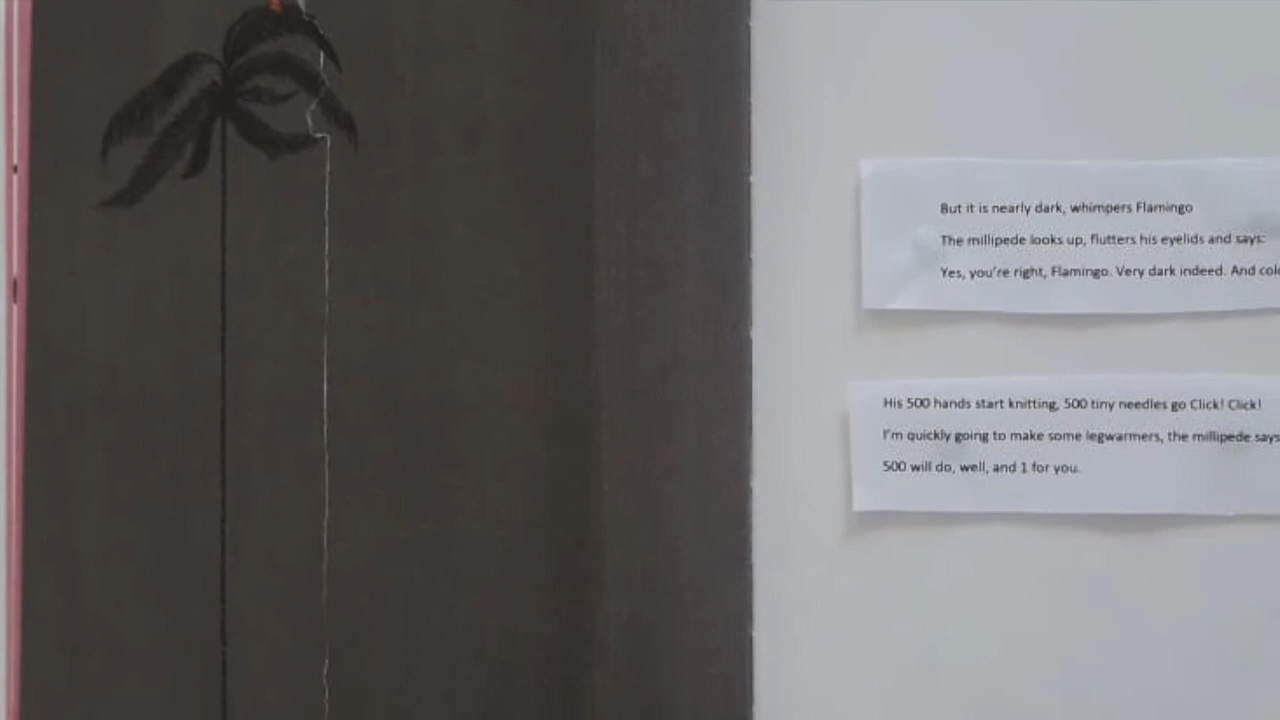 But it is nearly dark, whimpers Flamingo
The millipede looks up, flutters his eyelids and says:
Yes, you're right, Flamingo. Very dark indeed. And
His 500 hands start knitting, 500 tiny needles go Click! Click!
I'm quickly going to make some legwarmers, the millipede says
500 will do, well, and 1 for you.